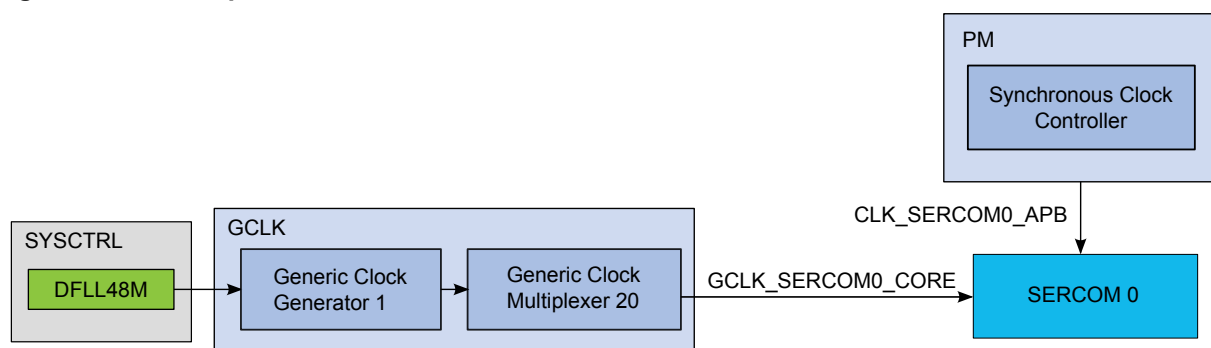 PM
Synchronous Clock
Controller
CLK_SERCOM0_APB
SYSCTRL
DFLL48M
GCLK
Generic Clock
Generator 1
Generic Clock
Multiplexer 20
GCLK_SERCOM0_CORE
SERCOM 0